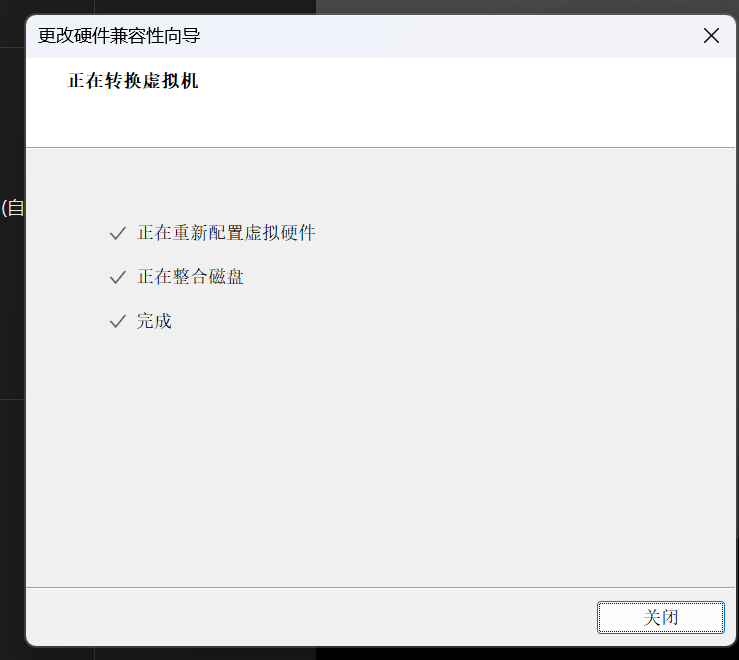 更改硬件兼容性向导
正在转换虚拟机
(自
正在重新配置虚拟硬件
正在整合磁盘
完成
关闭